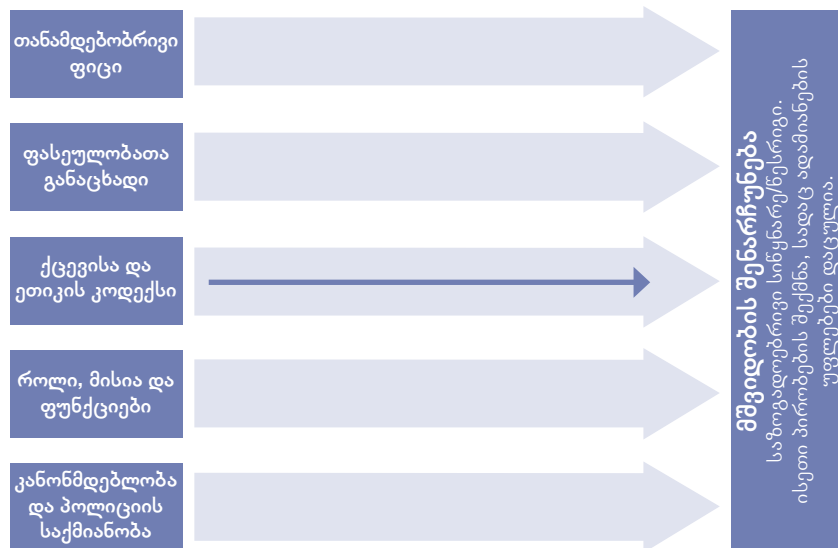 თანამდებობრივი
ფიცი
ფასეულობათა
განაცხადი
ქცევისა და
ეთიკის კოდექსი
როლი, მისია და
ფუნქციები
კანონმდებლობა
და პოლიციის
საქმიანობა
მშვიდობის შენარჩუნება
საზოგადოებრივი სიწყნარე/წესრიგი.
ისეთი პირობების შექმნა, სადაც ადამიანების
უფლებები დაცულია.